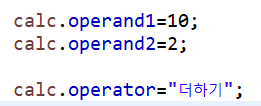 calc.operand1=10;
calc.operand2=2;
calc.operator="더하기";